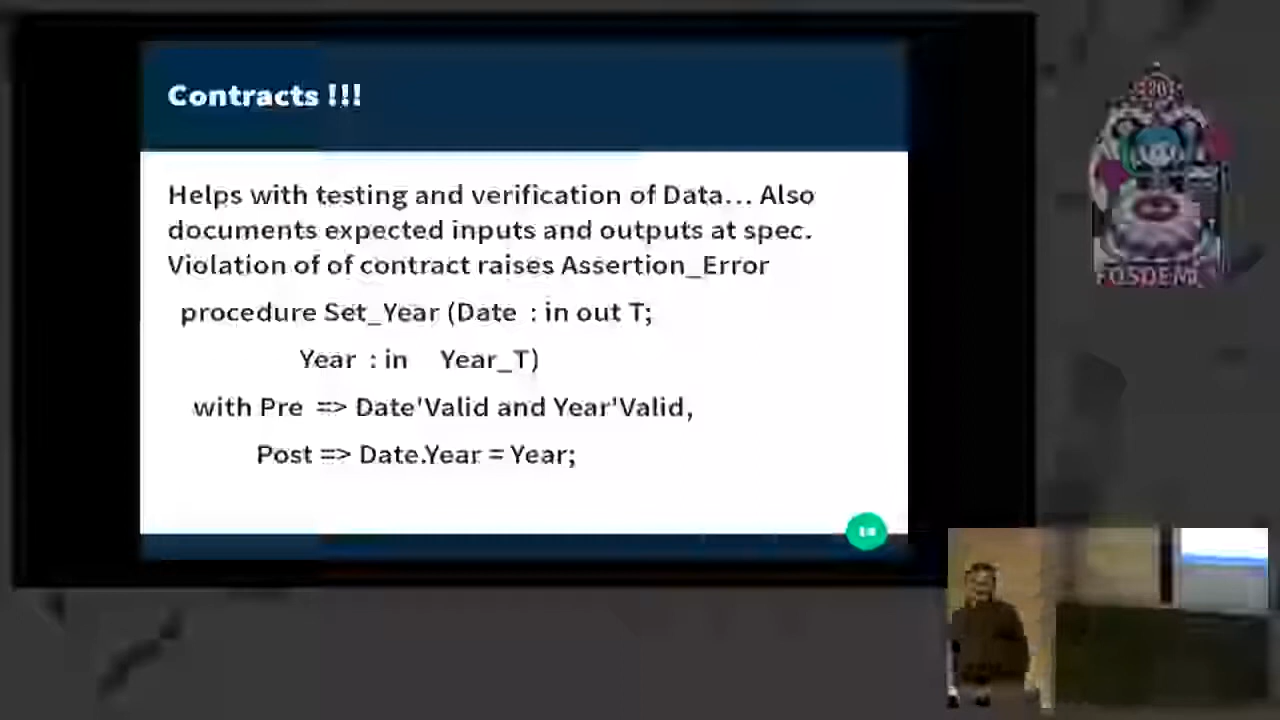 Contracts !!!
Helps with testing and verification of Data... Also
documents expected inputs and outputs at spec.
Violation of of contract raises Assertion_Error
procedure Set_Year (Date : in out T;
Year : in Year_T)
with Pre => Date'Valid and Year'Valid,
Post => Date.Year = Year;
FOSDEM